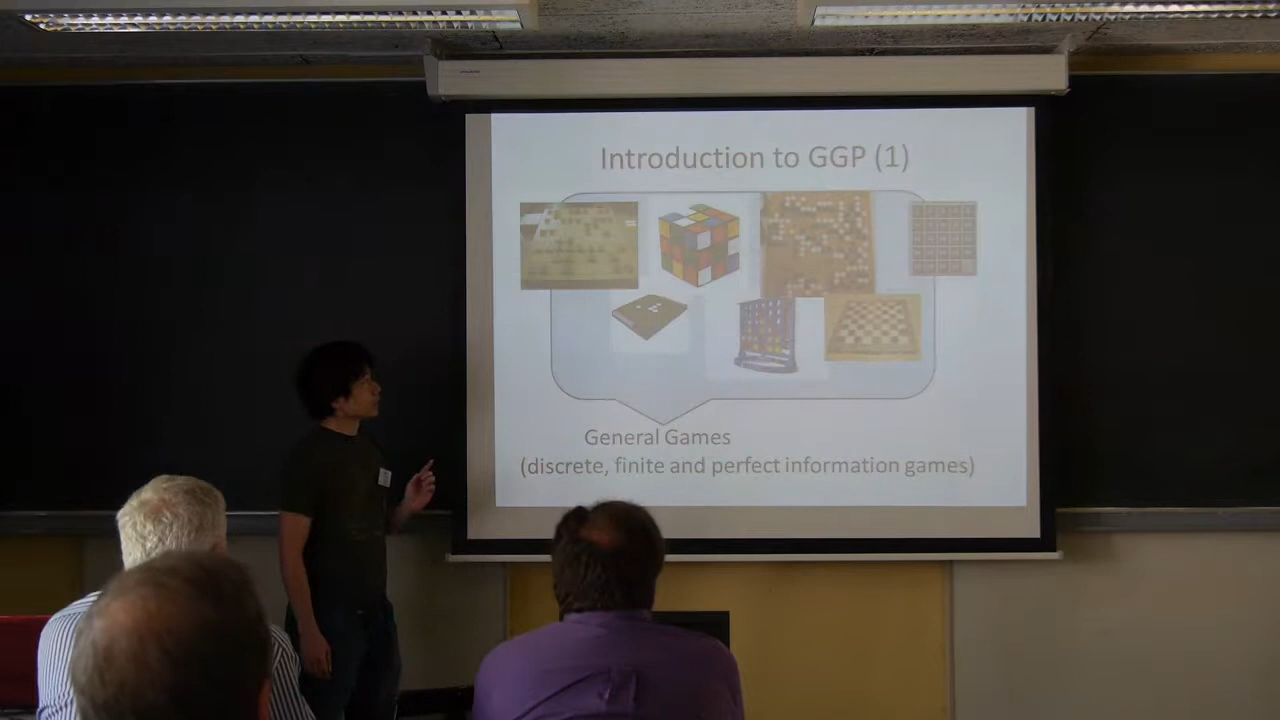 Introduction to GGP (1)
General Games
(discrete, finite and perfect information games)